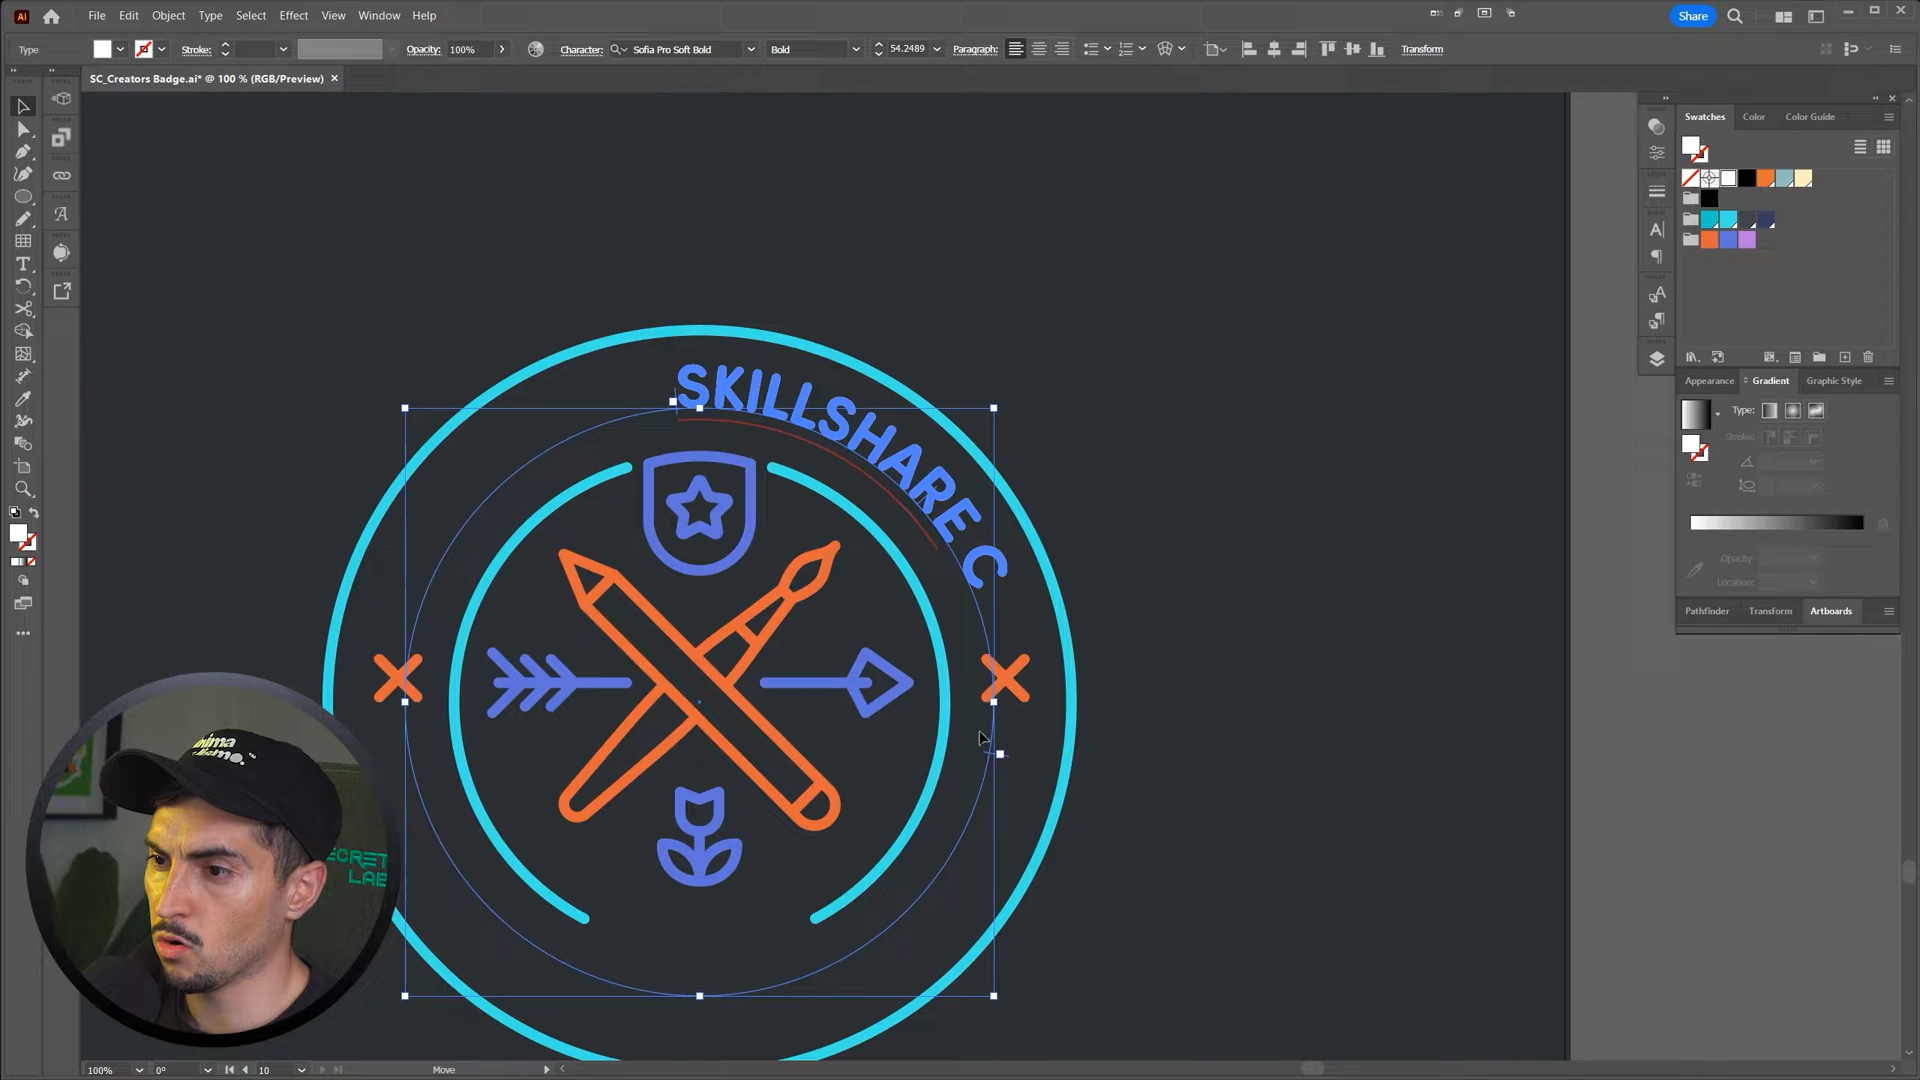 Ai
File Edit Object Type Select Effect View Window Help
Share
Type
Stroke:
Opacity: 100%
Character: Sofia Pro Soft Bold
Bold
54.2489
Paragraph:
Transform
SC_Creators Badge.ai* @ 100 % (RGB/Preview)
Swatches Color Color Guide
SKILLSHARE C
Appearance Gradient Graphic Style
Type:
Stroke:
Opacity:
Location:
Pathfinder Transform Artboards
ECRET
LAB
100% 0° 10 Move